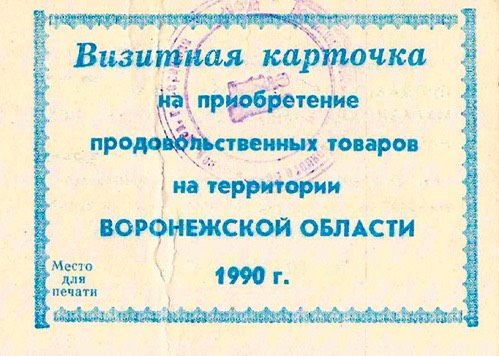 Визитная карточка
на приобретение
продовольственных товаров
на территории
ВОРОНЕЖСКОЙ ОБЛАСТИ
1990 г.
Место
для
печати